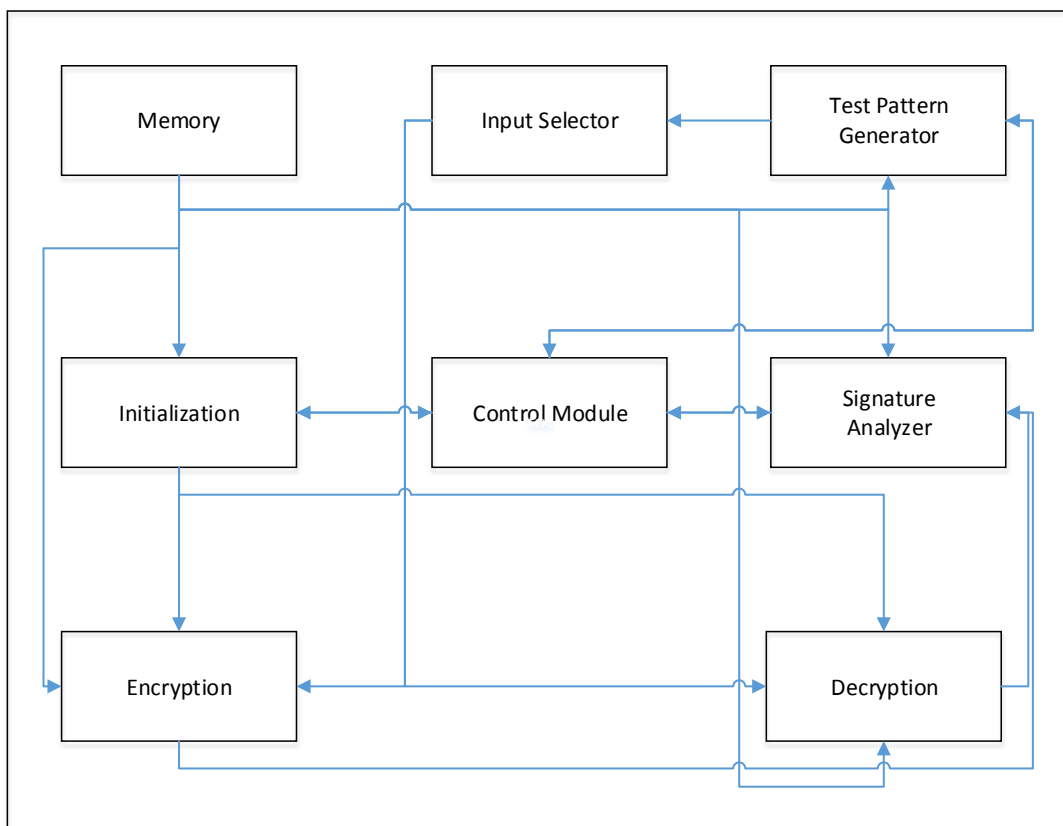 Memory
Input Selector
Test Pattern
Generator
Initialization
Control Module
Signature
Analyzer
Encryption
Decryption